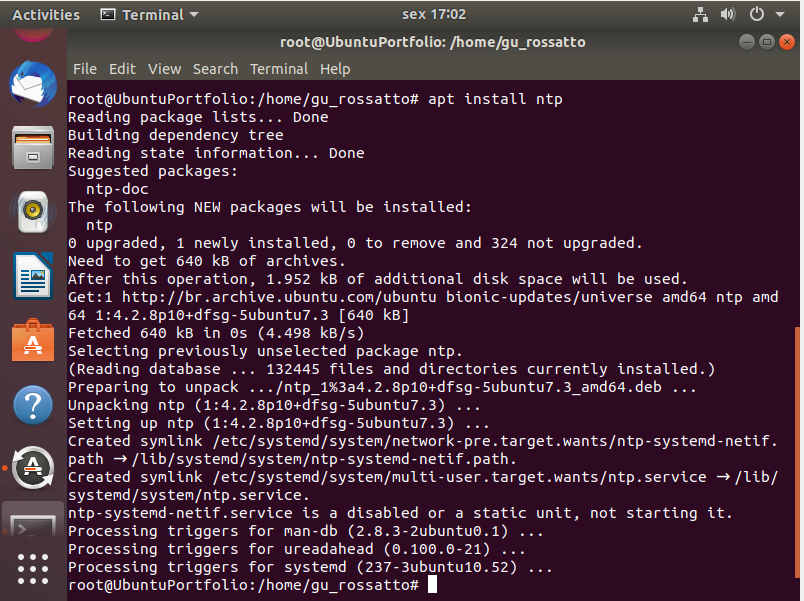 Activities Terminal sex 17:02
root@UbuntuPortfolio: /home/gu_rossatto
File Edit View Search Terminal Help
root@UbuntuPortfolio:/home/gu_rossatto# apt install ntp
Reading package lists... Done
Building dependency tree
Reading state information... Done
Suggested packages:
  ntp-doc
The following NEW packages will be installed:
  ntp
0 upgraded, 1 newly installed, 0 to remove and 324 not upgraded.
Need to get 640 kB of archives.
After this operation, 1.952 kB of additional disk space will be used.
Get:1 http://br.archive.ubuntu.com/ubuntu bionic-updates/universe amd64 ntp amd
64 1:4.2.8p10+dfsg-5ubuntu7.3 [640 kB]
Fetched 640 kB in 0s (4.498 kB/s)
Selecting previously unselected package ntp.
(Reading database ... 132445 files and directories currently installed.)
Preparing to unpack .../ntp_1%3a4.2.8p10+dfsg-5ubuntu7.3_amd64.deb ...
Unpacking ntp (1:4.2.8p10+dfsg-5ubuntu7.3) ...
Setting up ntp (1:4.2.8p10+dfsg-5ubuntu7.3) ...
Created symlink /etc/systemd/system/network-pre.target.wants/ntp-systemd-netif.
path → /lib/systemd/system/ntp-systemd-netif.path.
Created symlink /etc/systemd/system/multi-user.target.wants/ntp.service → /lib/
systemd/system/ntp.service.
ntp-systemd-netif.service is a disabled or a static unit, not starting it.
Processing triggers for man-db (2.8.3-2ubuntu0.1) ...
Processing triggers for ureadahead (0.100.0-21) ...
Processing triggers for systemd (237-3ubuntu10.52) ...
root@UbuntuPortfolio:/home/gu_rossatto#